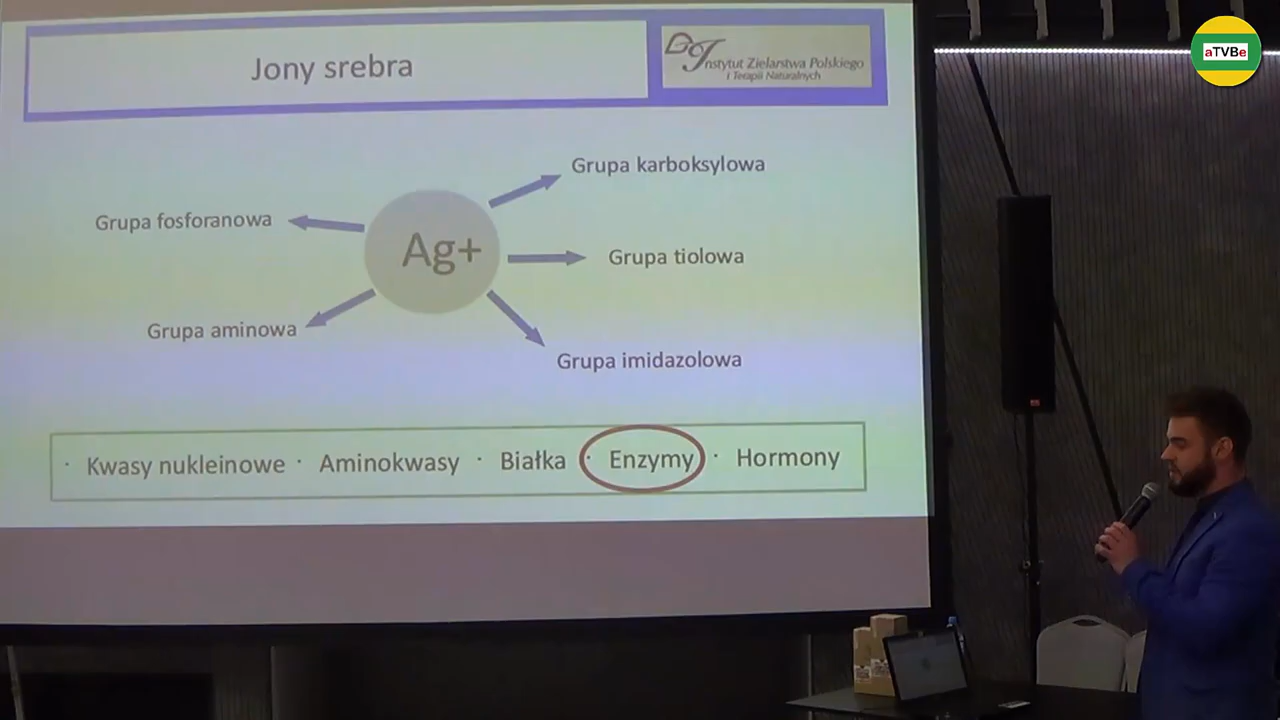 Jony srebra
Instytut Zielarstwa Polskiego
i Terapii Naturalnych
aTVBe
Grupa karboksylowa
Grupa fosforanowa
Ag+
Grupa tiolowa
Grupa aminowa
Grupa imidazolowa
· Kwasy nukleinowe · Aminokwasy · Białka · Enzymy · Hormony